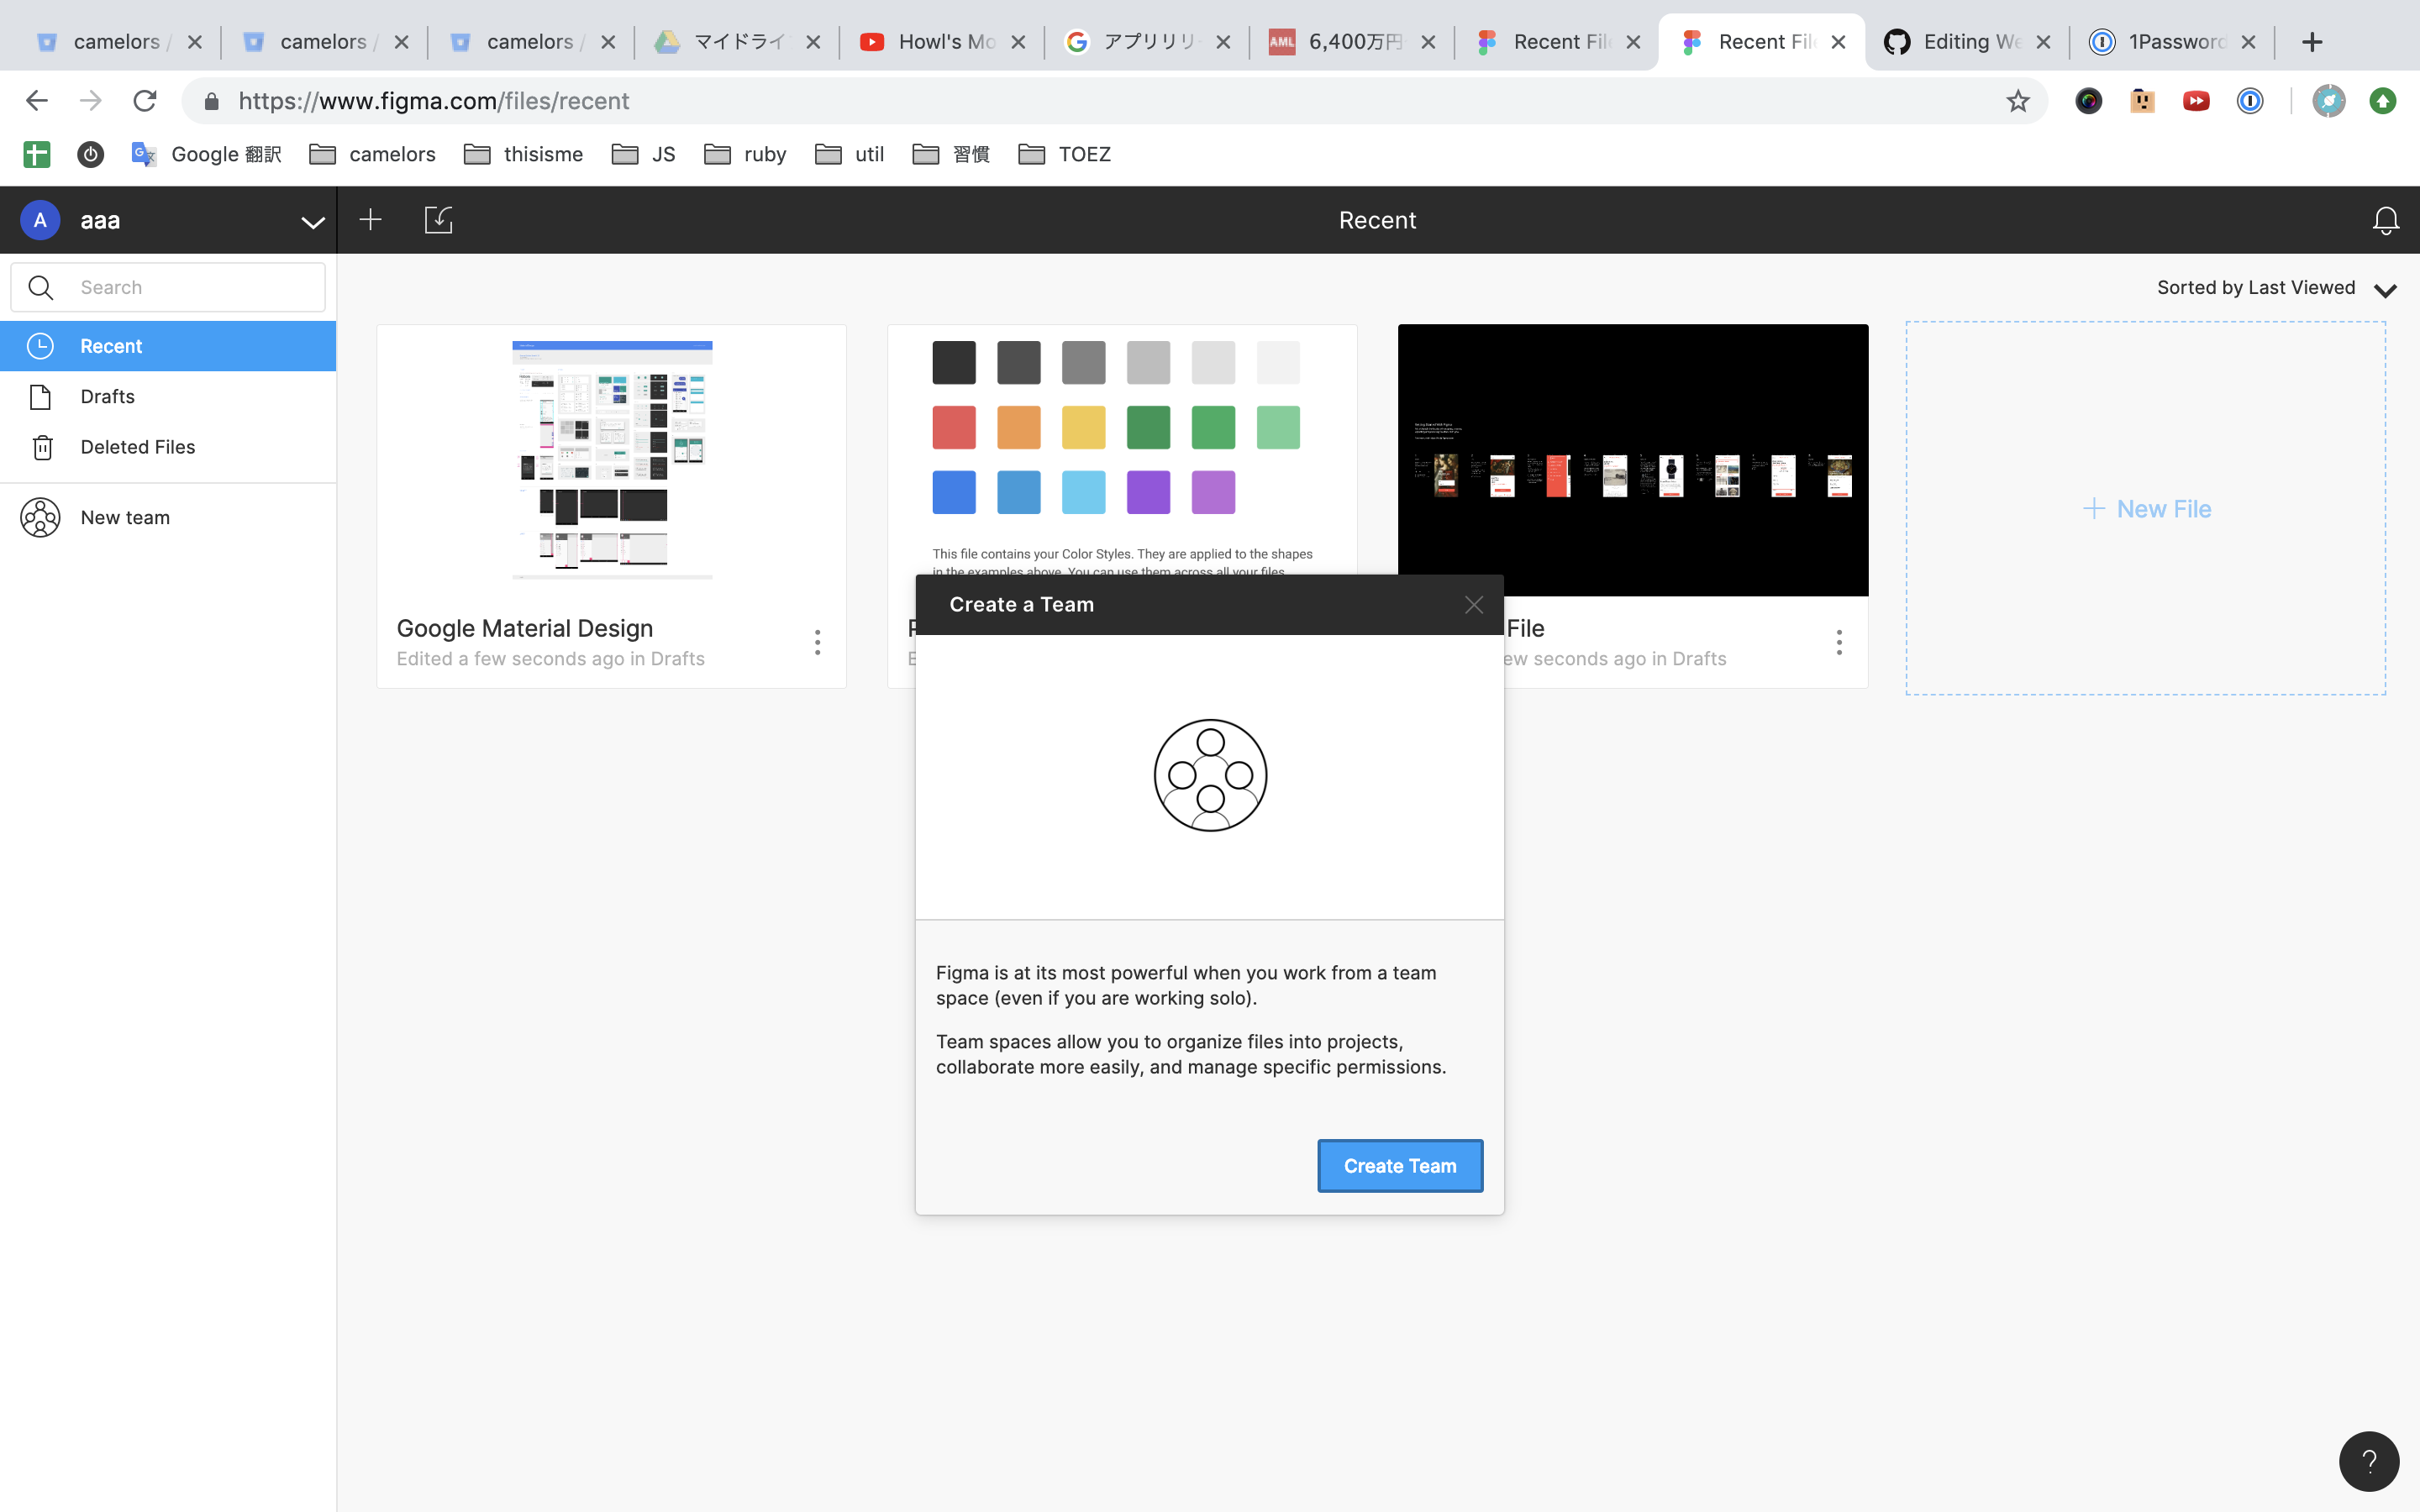 camelors /
camelors /
camelors /
マイドライ
Howl's Mo
アプリリリ
AML 6,400万円
Recent Fil
Recent Fil
Editing We
1Password
https://www.figma.com/files/recent
Google 翻訳
camelors
thisisme
JS
ruby
util
習慣
TOEZ
A aaa
Recent
Search
Sorted by Last Viewed
Recent
Drafts
Deleted Files
New team
This file contains your Color Styles. They are applied to the shapes
in the examples above. You can use them across all your files
New File
Google Material Design
Edited a few seconds ago in Drafts
F
E
File
ew seconds ago in Drafts
Create a Team
Figma is at its most powerful when you work from a team
space (even if you are working solo).
Team spaces allow you to organize files into projects,
collaborate more easily, and manage specific permissions.
Create Team
?